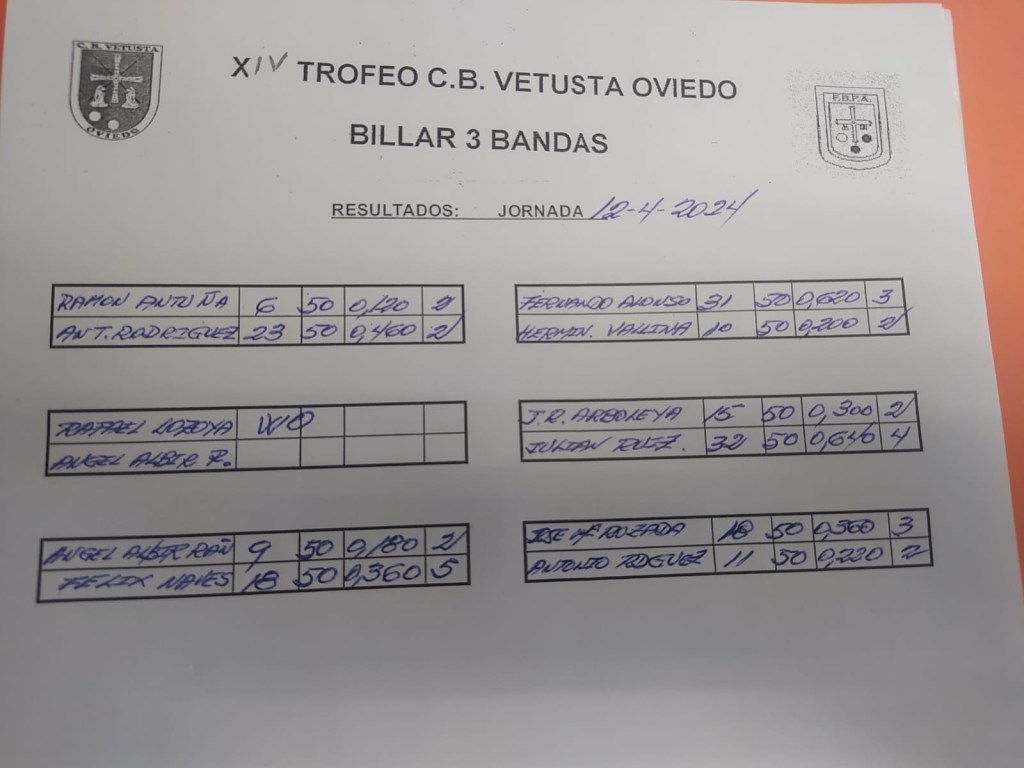 C. B. VETUSTA
OVIEDO
F.B.P.A.
XIV TROFEO C.B. VETUSTA OVIEDO
BILLAR 3 BANDAS
RESULTADOS: JORNADA 12-4-2024
RAMON ANTUÑA 6 50 0,120 2
ANT. RODRIGUEZ 23 50 0,460 2
FERNANDO ALONSO 31 50 0,620 3
HERMIN. VALLINA 10 50 0,200 2
RAFAEL LOZOYA WO
ANGEL ALBIR R.
J.R. ARBOLEYA 15 50 0,300 2
JULIAN RUIZ. 32 50 0,640 4
ANGEL ALBIR 9 50 0,180 2
FELIX NAVES 18 50 0,360 5
JOSE Mª ROZADA 18 50 0,360 3
ANTONIO RODGUEZ 11 50 0,220 2